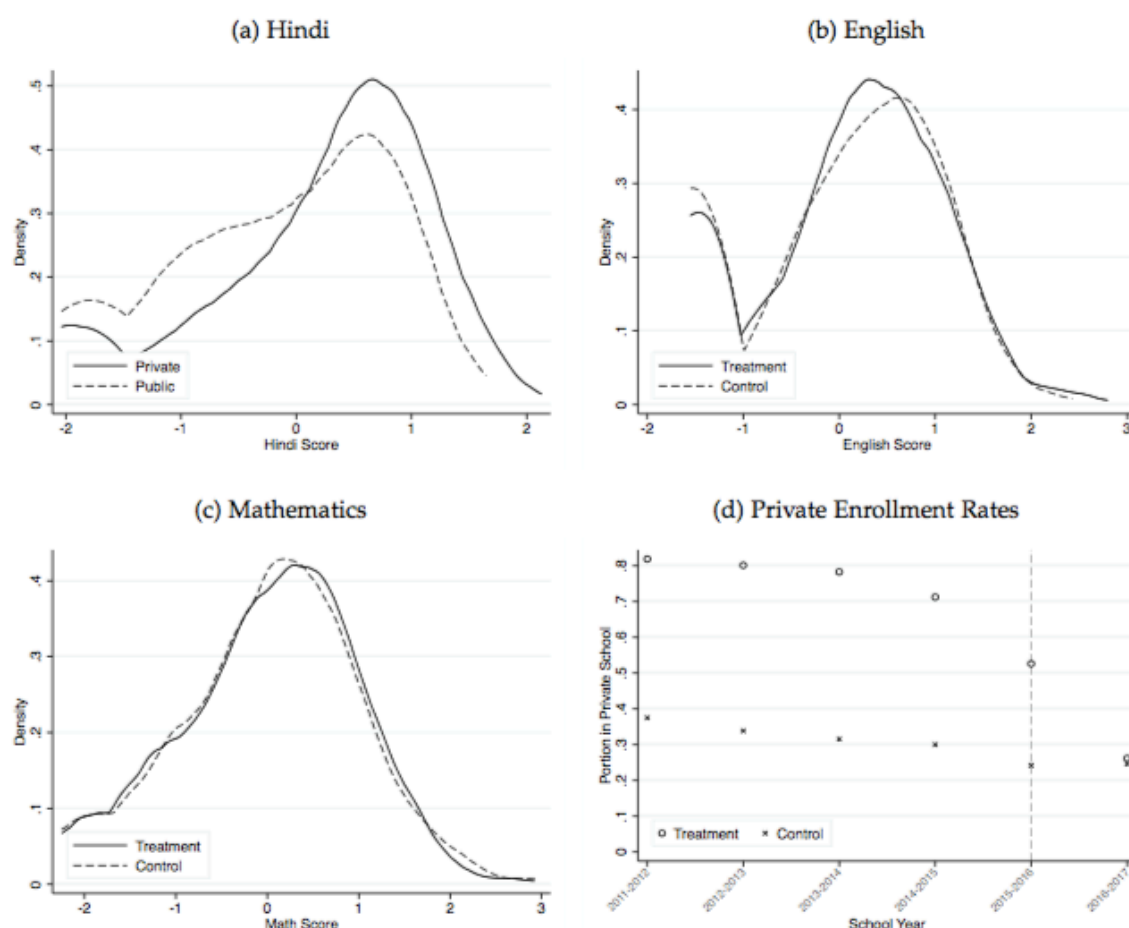 (a) Hindi
Density
0 .1 .2 .3 .4 .5
Private
Public
-2 -1 0 1 2
Hindi Score
(b) English
Density
0 .1 .2 .3 .4
Treatment
Control
-2 -1 0 1 2 3
English Score
(c) Mathematics
Density
0 .1 .2 .3 .4
Treatment
Control
-2 -1 0 1 2 3
Math Score
(d) Private Enrollment Rates
Portion in Private School
0 .1 .2 .3 .4 .5 .6 .7 .8
Treatment Control
2011-2012 2012-2013 2013-2014 2014-2015 2015-2016 2016-2017
School Year